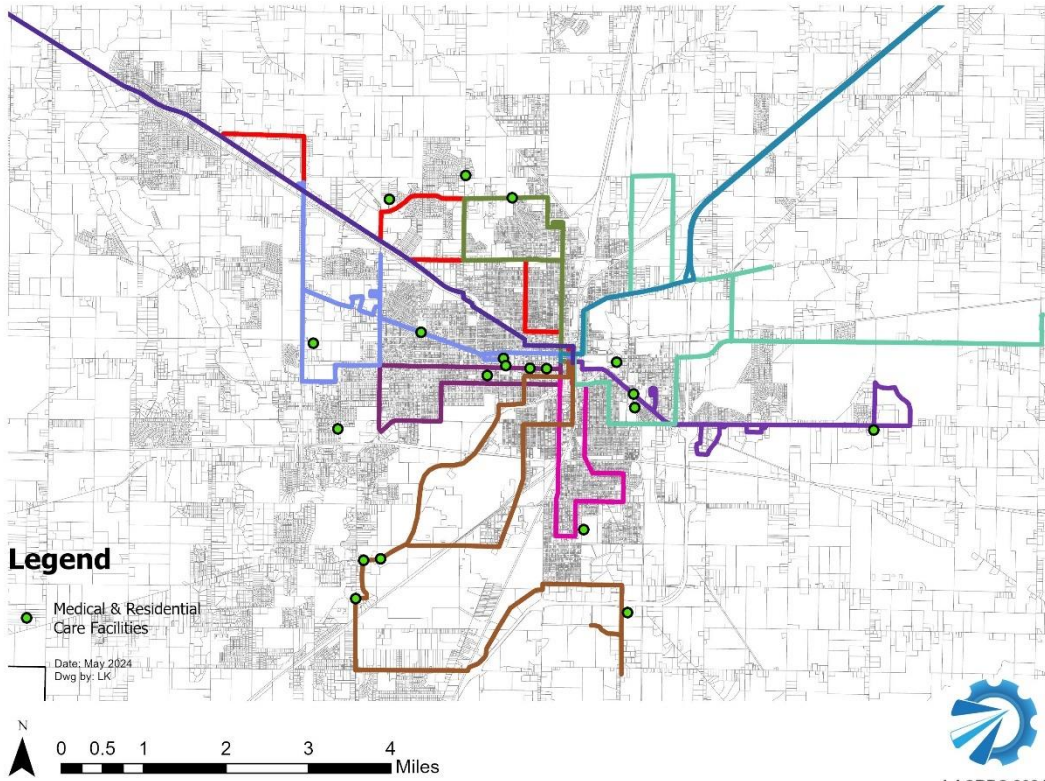 Legend
Medical & Residential
Care Facilities
Date: May 2024
Dwg by: LK
N
0 0.5 1 2 3 4
Miles